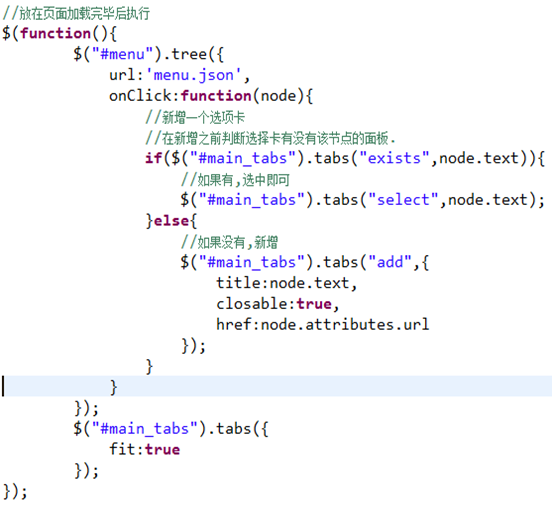 //放在页面加载完毕后执行
$(function(){
        $("#menu").tree({
            url:'menu.json',
            onClick:function(node){
                //新增一个选项卡
                //在新增之前判断选择卡有没有该节点的面板.
                if($("#main_tabs").tabs("exists",node.text)){
                    //如果有,选中即可
                    $("#main_tabs").tabs("select",node.text);
                }else{
                    //如果没有,新增
                    $("#main_tabs").tabs("add",{
                        title:node.text,
                        closable:true,
                        href:node.attributes.url
                    });
                }
            }
        });
        $("#main_tabs").tabs({
            fit:true
        });
});